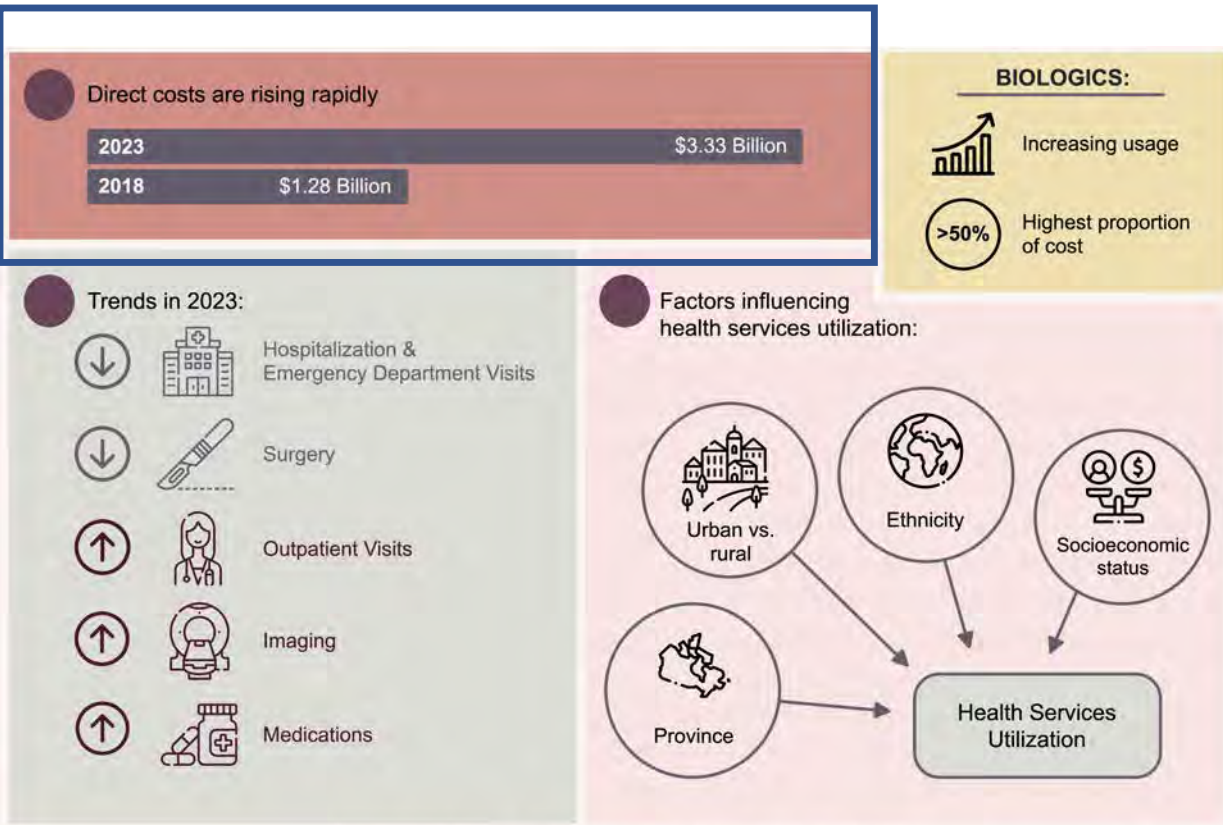 Direct costs are rising rapidly
2023 $3.33 Billion
2018 $1.28 Billion
BIOLOGICS:
Increasing usage
>50%
Highest proportion
of cost
Trends in 2023:
Hospitalization &
Emergency Department Visits
Surgery
Outpatient Visits
Imaging
Medications
Factors influencing
health services utilization:
Urban vs.
rural
Ethnicity
$
Socioeconomic
status
Province
Health Services
Utilization